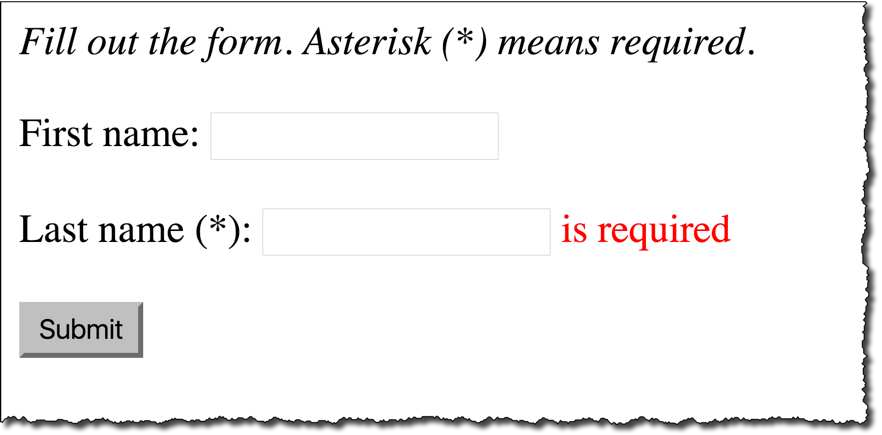 Fill out the form. Asterisk (*) means required.
First name:
Last name (*): is required
Submit